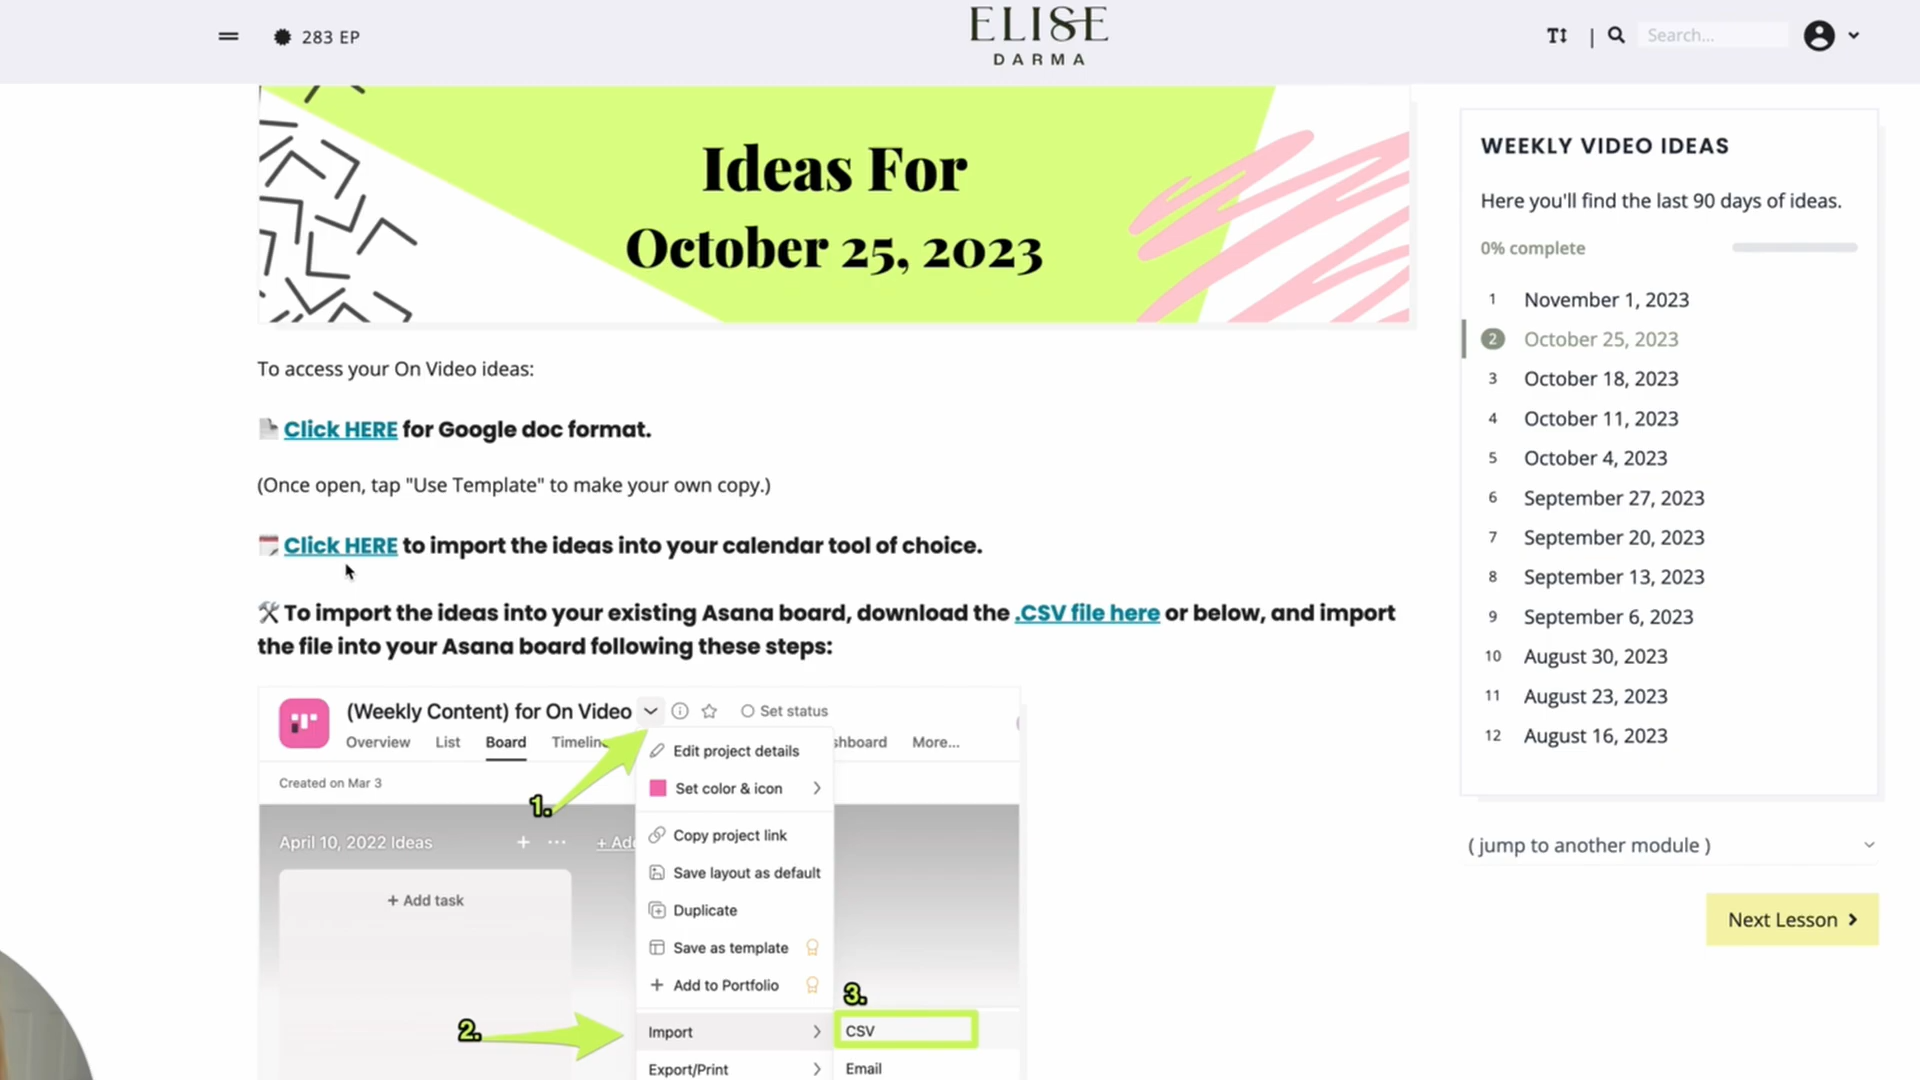 283 EP
ELISE
DARMA
Search...
Ideas For
October 25, 2023
To access your On Video ideas:
Click HERE for Google doc format.
(Once open, tap "Use Template" to make your own copy.)
Click HERE to import the ideas into your calendar tool of choice.
To import the ideas into your existing Asana board, download the .CSV file here or below, and import
the file into your Asana board following these steps:
(Weekly Content) for On Video
Set status
Overview List Board Timeline shboard More...
Created on Mar 3
April 10, 2022 Ideas + ... + Add
+ Add task
1.
Edit project details
Set color & icon
Copy project link
Save layout as default
Duplicate
Save as template
Add to Portfolio
2.
Import
Export/Print
3.
CSV
Email
WEEKLY VIDEO IDEAS
Here you'll find the last 90 days of ideas.
0% complete
1 November 1, 2023
2 October 25, 2023
3 October 18, 2023
4 October 11, 2023
5 October 4, 2023
6 September 27, 2023
7 September 20, 2023
8 September 13, 2023
9 September 6, 2023
10 August 30, 2023
11 August 23, 2023
12 August 16, 2023
( jump to another module )
Next Lesson